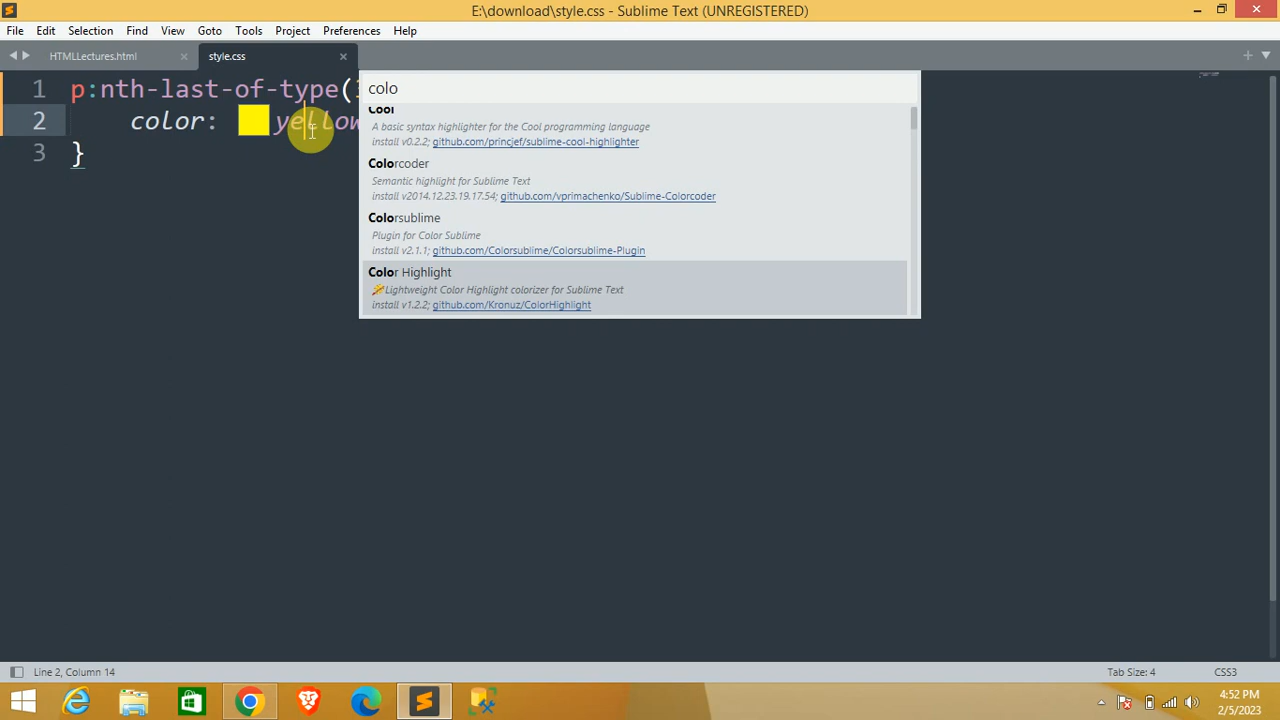 E:\download\style.css - Sublime Text (UNREGISTERED)
File Edit Selection Find View Goto Tools Project Preferences Help
HTMLLectures.html style.css
colo
1 p:nth-last-of-type(
2 color: yellow
3 }
Cool
A basic syntax highlighter for the Cool programming language
install v0.2.2; github.com/princjef/sublime-cool-highlighter
Colorcoder
Semantic highlight for Sublime Text
install v2014.12.23.19.17.54; github.com/vprimachenko/Sublime-Colorcoder
Colorsublime
Plugin for Color Sublime
install v2.1.1; github.com/Colorsublime/Colorsublime-Plugin
Color Highlight
Lightweight Color Highlight colorizer for Sublime Text
install v1.2.2; github.com/Kronuz/ColorHighlight
Line 2, Column 14 Tab Size: 4 CSS3
4:52 PM
2/5/2023